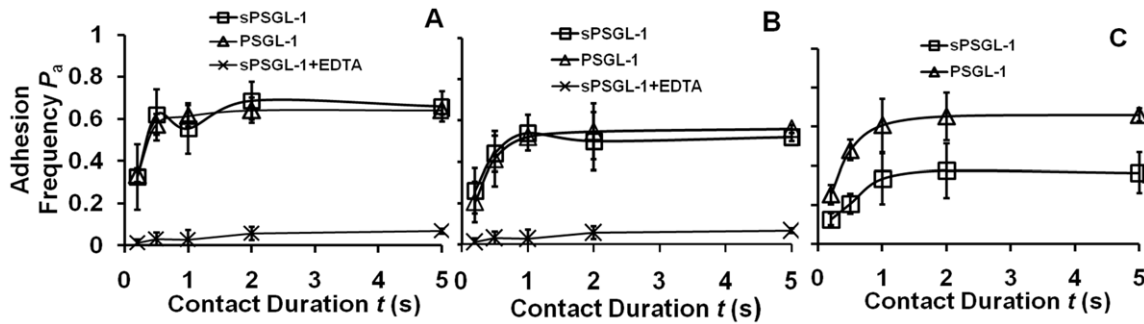 A
sPSGL-1
PSGL-1
sPSGL-1+EDTA
B
sPSGL-1
PSGL-1
sPSGL-1+EDTA
C
sPSGL-1
PSGL-1
Adhesion
Frequency Pa
1
0.8
0.6
0.4
0.2
0
0 1 2 3 4 5
0 1 2 3 4 5
0 1 2 3 4 5
Contact Duration t (s)
Contact Duration t (s)
Contact Duration t (s)